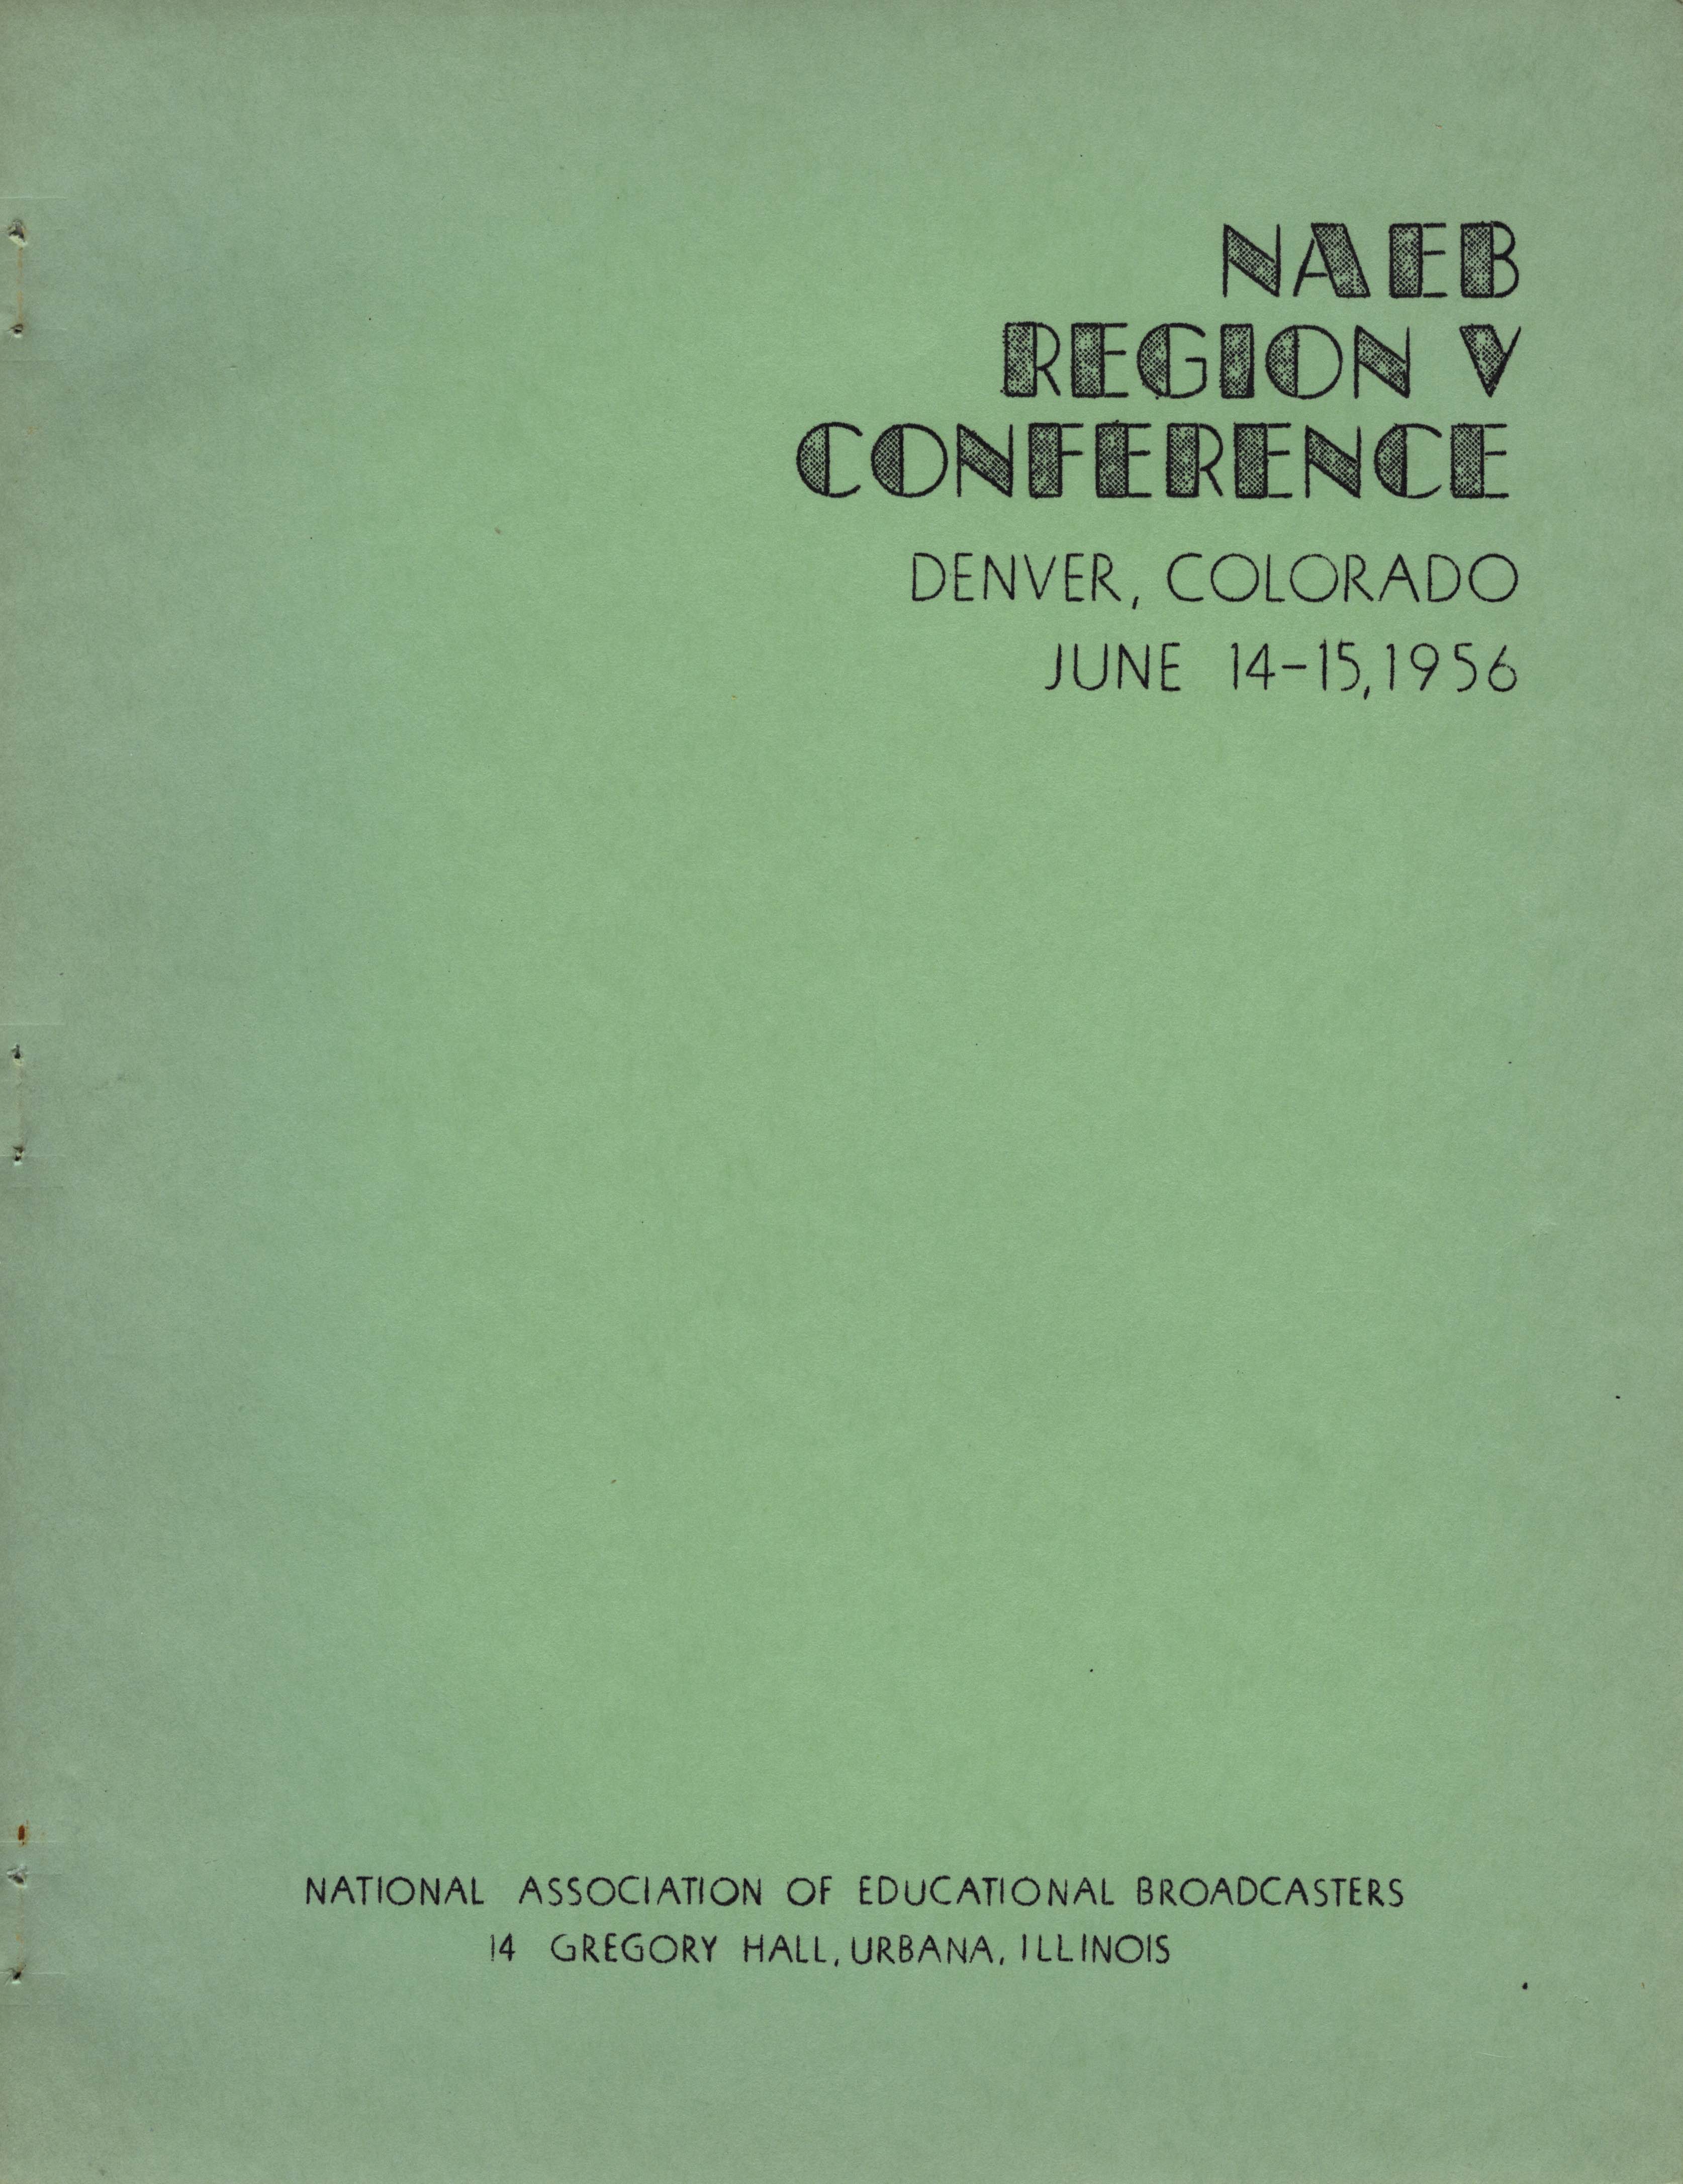 NAEB
REGION V
CONFERENCE
DENVER, COLORADO
JUNE 14-15, 1956
NATIONAL ASSOCIATION OF EDUCATIONAL BROADCASTERS
14 GREGORY HALL, URBANA, ILLINOIS